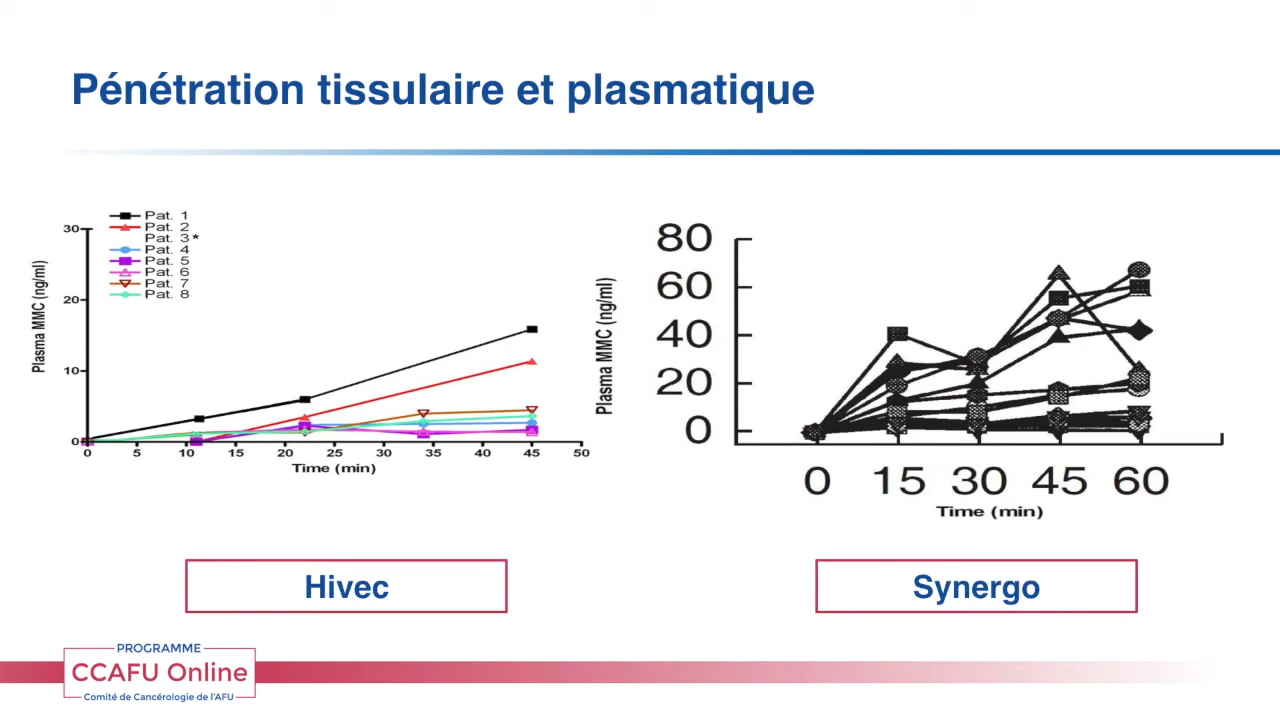 Pénétration tissulaire et plasmatique
Pat. 1
Pat. 2
Pat. 3*
Pat. 4
Pat. 5
Pat. 6
Pat. 7
Pat. 8
Plasma MMC (ng/ml)
30
20
10
0
0 5 10 15 20 25 30 35 40 45 50
Time (min)
Plasma MMC (ng/ml)
80
60
40
20
0
0 15 30 45 60
Time (min)
Hivec
Synergo
PROGRAMME
CCAFU Online
Comité de Cancérologie de l'AFU